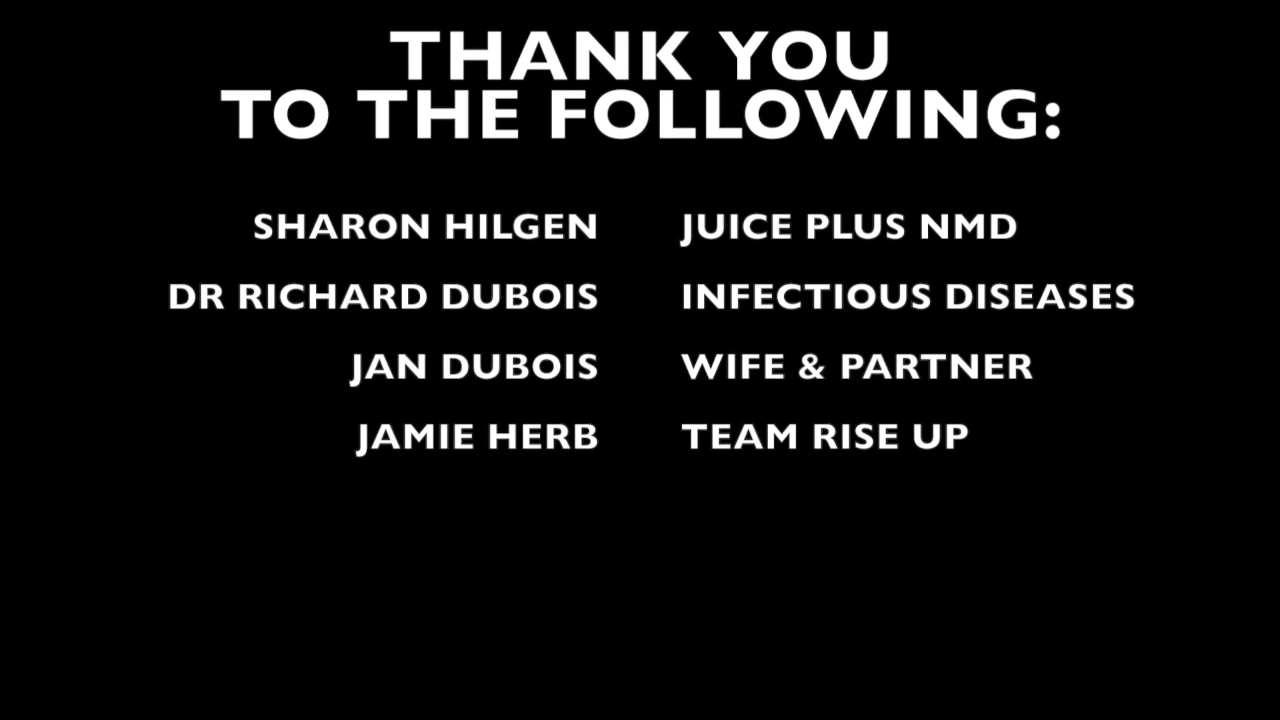 THANK YOU
TO THE FOLLOWING:
SHARON HILGEN JUICE PLUS NMD
DR RICHARD DUBOIS INFECTIOUS DISEASES
JAN DUBOIS WIFE & PARTNER
JAMIE HERB TEAM RISE UP